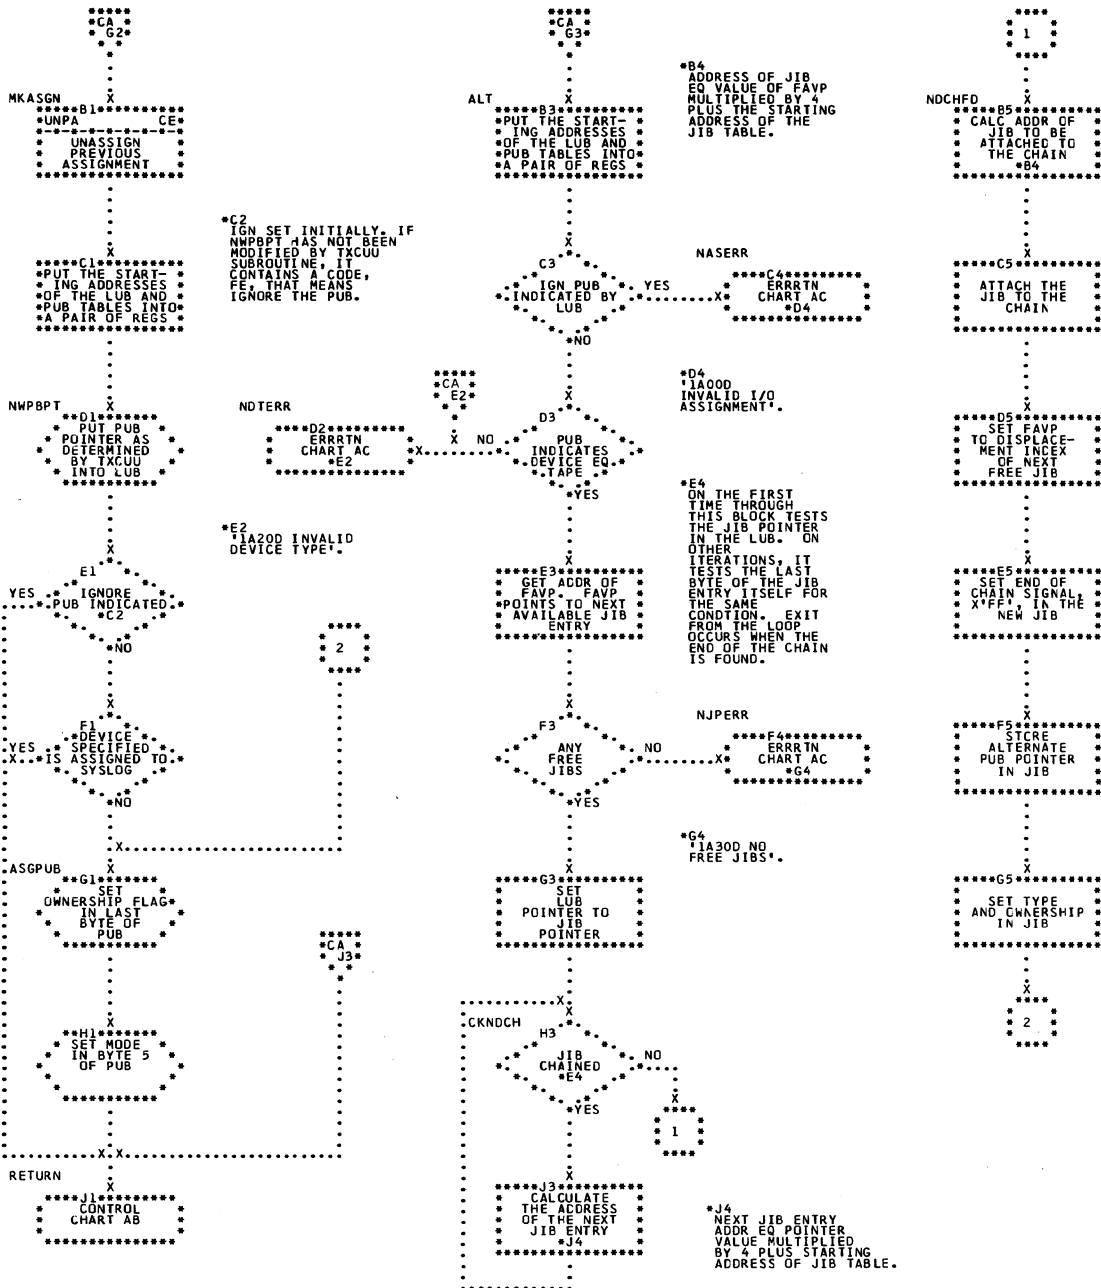 CA
G2
MKASGN
B1
UNPA CE
UNASSIGN
PREVIOUS
ASSIGNMENT
C1
PUT THE START-
ING ADDRESSES
OF THE LUB AND
PUB TABLES INTO
A PAIR OF REGS
*C2
IGN SET INITIALLY. IF
NWPBPT HAS NOT BEEN
MODIFIED BY TXCUU
SUBROUTINE, IT
CONTAINS A CODE,
FE, THAT MEANS
IGNORE THE PUB.
NWPBPT
D1
PUT PUB
POINTER AS
DETERMINED
BY TXCUU
INTO LUB
NDTERR
D2
ERRRTN
CHART AC
*E2
CA
E2
*E2
'1A20D INVALID
DEVICE TYPE'.
E1
IGNORE
PUB INDICATED
*C2
YES
NO
2
F1
DEVICE
SPECIFIED
IS ASSIGNED TO
SYSLOG
YES
NO
ASGPUB
G1
SET
OWNERSHIP FLAG
IN LAST
BYTE OF
PUB
CA
J3
H1
SET MODE
IN BYTE 5
OF PUB
RETURN
J1
CONTROL
CHART AB
CA
G3
ALT
B3
PUT THE START-
ING ADDRESSES
OF THE LUB AND
PUB TABLES INTO
A PAIR OF REGS
*B4
ADDRESS OF JIB
EQ VALUE OF FAVP
MULTIPLIED BY 4
PLUS THE STARTING
ADDRESS OF THE
JIB TABLE.
C3
IGN PUB
INDICATED BY
LUB
YES
NO
NASERR
C4
ERRRTN
CHART AC
*D4
*D4
'1A00D
INVALID I/O
ASSIGNMENT'.
D3
PUB
INDICATES
DEVICE EQ
TAPE
NO
YES
*E4
ON THE FIRST
TIME THROUGH
THIS BLOCK TESTS
THE JIB POINTER
IN THE LUB. ON
OTHER
ITERATIONS, IT
TESTS THE LAST
BYTE OF THE JIB
ENTRY ITSELF FOR
THE SAME
CONDTION. EXIT
FROM THE LOOP
OCCURS WHEN THE
END OF THE CHAIN
IS FOUND.
E3
GET ADDR OF
FAVP. FAVP
POINTS TO NEXT
AVAILABLE JIB
ENTRY
F3
ANY
FREE
JIBS
NO
YES
NJPERR
F4
ERRRTN
CHART AC
*G4
*G4
'1A30D NO
FREE JIBS'.
G3
SET
LUB
POINTER TO
JIB
POINTER
CKNDCH
H3
JIB
CHAINED
*E4
NO
YES
1
J3
CALCULATE
THE ADDRESS
OF THE NEXT
JIB ENTRY
*J4
*J4
NEXT JIB ENTRY
ADDR EQ POINTER
VALUE MULTIPLIED
BY 4 PLUS STARTING
ADDRESS OF JIB TABLE.
1
NDCHFD
B5
CALC ADDR OF
JIB TO BE
ATTACHED TO
THE CHAIN
*B4
C5
ATTACH THE
JIB TO THE
CHAIN
D5
SET FAVP
TO DISPLACE-
MENT INDEX
OF NEXT
FREE JIB
E5
SET END OF
CHAIN SIGNAL,
X'FF', IN THE
NEW JIB
F5
STORE
ALTERNATE
PUB POINTER
IN JIB
G5
SET TYPE
AND OWNERSHIP
IN JIB
2